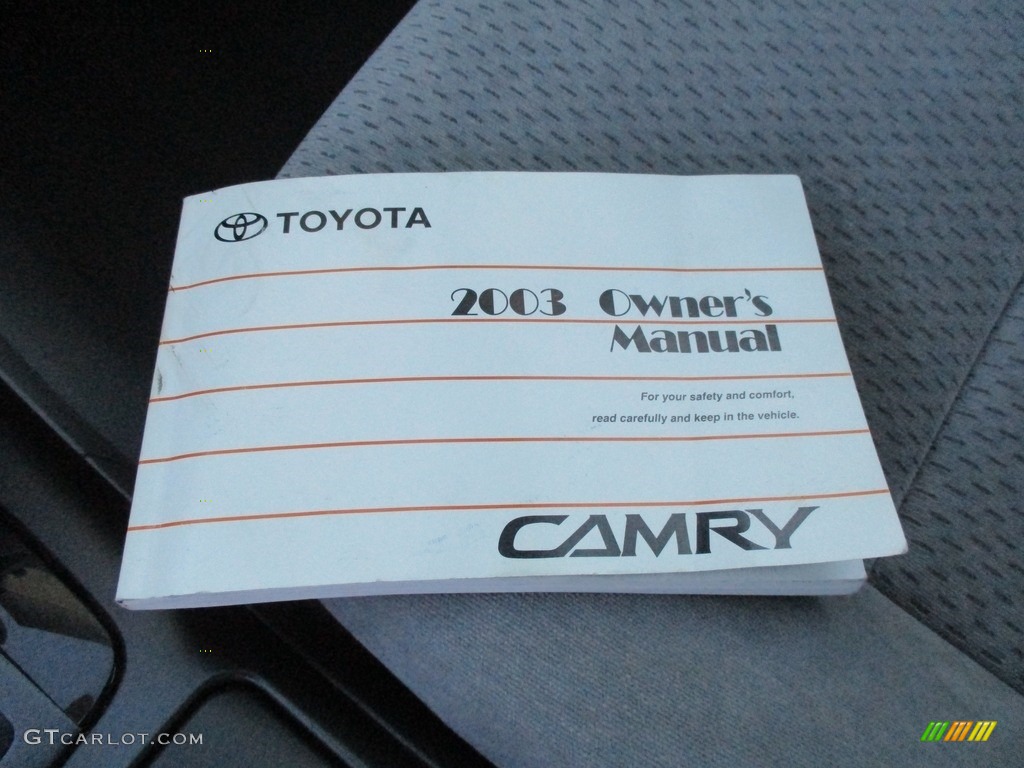 TOYOTA
2003 Owner's
Manual
For your safety and comfort,
read carefully and keep in the vehicle.
CAMRY
GTCARLOT.COM